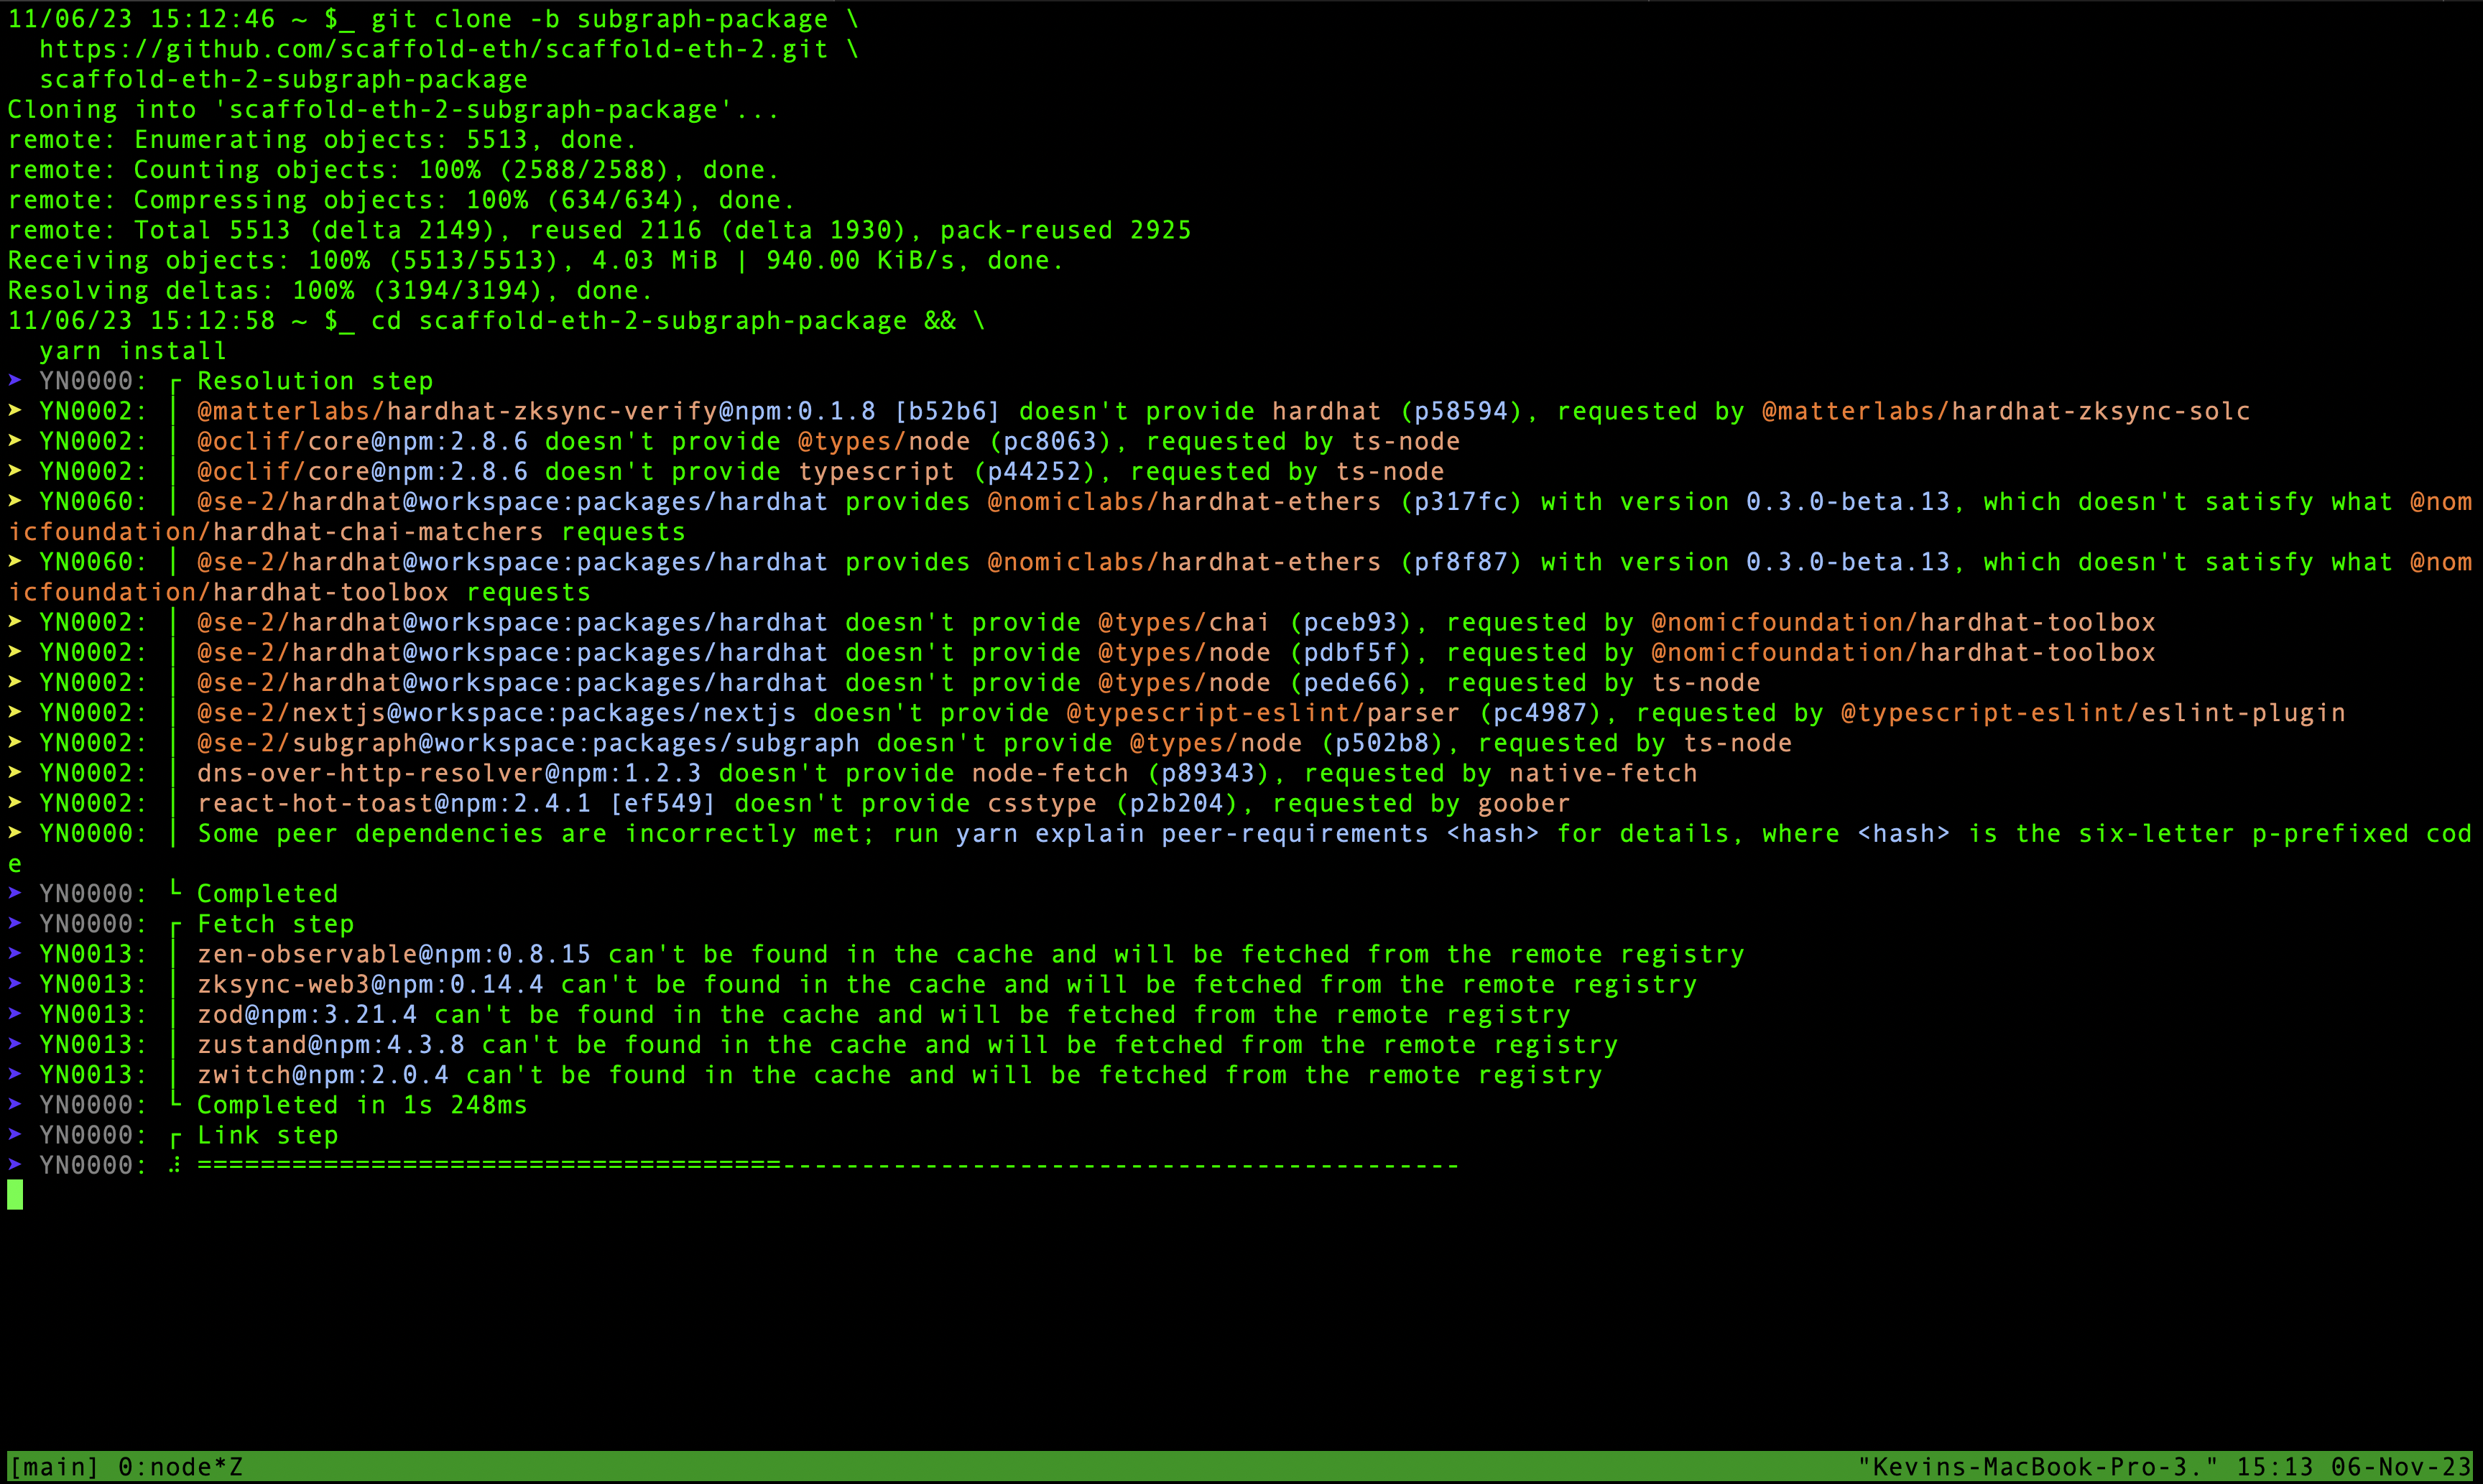 11/06/23 15:12:46 ~ $_ git clone -b subgraph-package \
  https://github.com/scaffold-eth/scaffold-eth-2.git \
  scaffold-eth-2-subgraph-package
Cloning into 'scaffold-eth-2-subgraph-package'...
remote: Enumerating objects: 5513, done.
remote: Counting objects: 100% (2588/2588), done.
remote: Compressing objects: 100% (634/634), done.
remote: Total 5513 (delta 2149), reused 2116 (delta 1930), pack-reused 2925
Receiving objects: 100% (5513/5513), 4.03 MiB | 940.00 KiB/s, done.
Resolving deltas: 100% (3194/3194), done.
11/06/23 15:12:58 ~ $_ cd scaffold-eth-2-subgraph-package && \
  yarn install
➤ YN0000: ┌ Resolution step
➤ YN0002: │ @matterlabs/hardhat-zksync-verify@npm:0.1.8 [b52b6] doesn't provide hardhat (p58594), requested by @matterlabs/hardhat-zksync-solc
➤ YN0002: │ @oclif/core@npm:2.8.6 doesn't provide @types/node (pc8063), requested by ts-node
➤ YN0002: │ @oclif/core@npm:2.8.6 doesn't provide typescript (p44252), requested by ts-node
➤ YN0060: │ @se-2/hardhat@workspace:packages/hardhat provides @nomiclabs/hardhat-ethers (p317fc) with version 0.3.0-beta.13, which doesn't satisfy what @nom
icfoundation/hardhat-chai-matchers requests
➤ YN0060: │ @se-2/hardhat@workspace:packages/hardhat provides @nomiclabs/hardhat-ethers (pf8f87) with version 0.3.0-beta.13, which doesn't satisfy what @nom
icfoundation/hardhat-toolbox requests
➤ YN0002: │ @se-2/hardhat@workspace:packages/hardhat doesn't provide @types/chai (pceb93), requested by @nomicfoundation/hardhat-toolbox
➤ YN0002: │ @se-2/hardhat@workspace:packages/hardhat doesn't provide @types/node (pdbf5f), requested by @nomicfoundation/hardhat-toolbox
➤ YN0002: │ @se-2/hardhat@workspace:packages/hardhat doesn't provide @types/node (pede66), requested by ts-node
➤ YN0002: │ @se-2/nextjs@workspace:packages/nextjs doesn't provide @typescript-eslint/parser (pc4987), requested by @typescript-eslint/eslint-plugin
➤ YN0002: │ @se-2/subgraph@workspace:packages/subgraph doesn't provide @types/node (p502b8), requested by ts-node
➤ YN0002: │ dns-over-http-resolver@npm:1.2.3 doesn't provide node-fetch (p89343), requested by native-fetch
➤ YN0002: │ react-hot-toast@npm:2.4.1 [ef549] doesn't provide csstype (p2b204), requested by goober
➤ YN0000: │ Some peer dependencies are incorrectly met; run yarn explain peer-requirements <hash> for details, where <hash> is the six-letter p-prefixed cod
e
➤ YN0000: └ Completed
➤ YN0000: ┌ Fetch step
➤ YN0013: │ zen-observable@npm:0.8.15 can't be found in the cache and will be fetched from the remote registry
➤ YN0013: │ zksync-web3@npm:0.14.4 can't be found in the cache and will be fetched from the remote registry
➤ YN0013: │ zod@npm:3.21.4 can't be found in the cache and will be fetched from the remote registry
➤ YN0013: │ zustand@npm:4.3.8 can't be found in the cache and will be fetched from the remote registry
➤ YN0013: │ zwitch@npm:2.0.4 can't be found in the cache and will be fetched from the remote registry
➤ YN0000: └ Completed in 1s 248ms
➤ YN0000: ┌ Link step
➤ YN0000: ⠼ =====================================-------------------------------------------
[main] 0:node*Z "Kevins-MacBook-Pro-3." 15:13 06-Nov-23